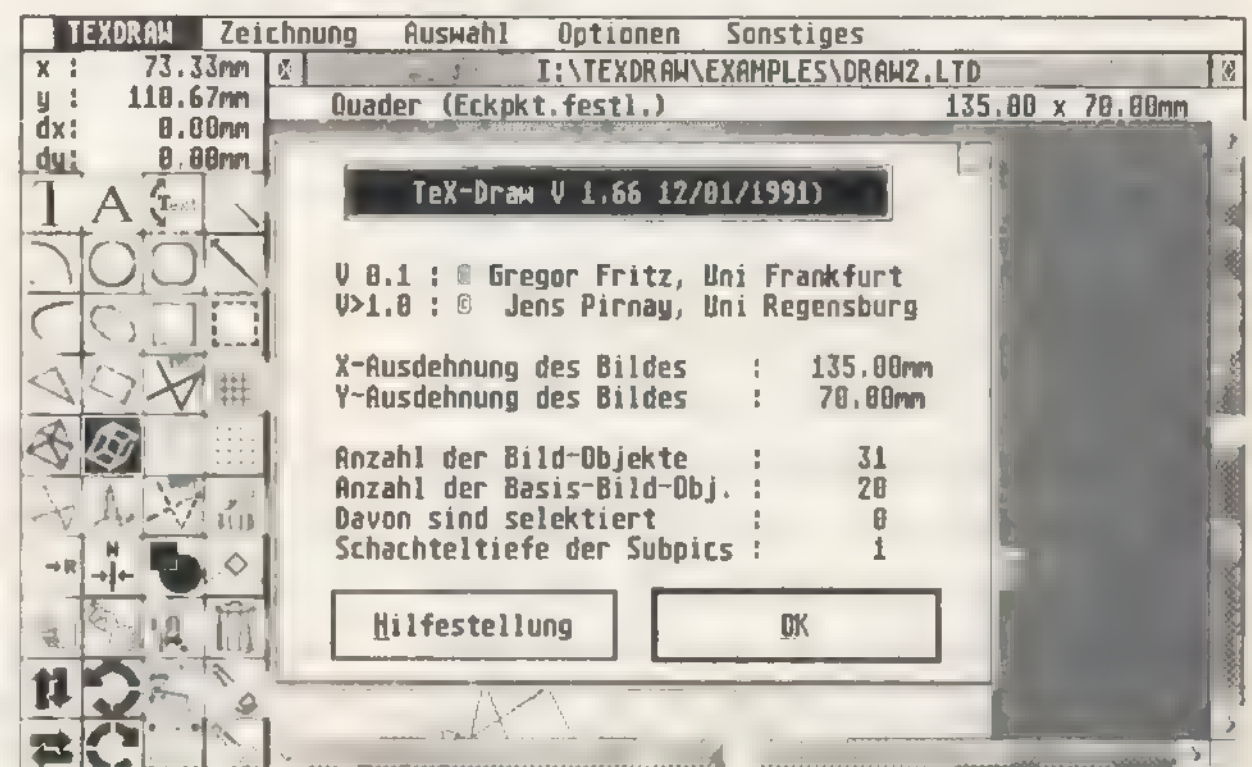 TEXDRAW Zeichnung Auswahl Optionen Sonstiges
x : 73.33mm
y : 110.67mm
dx: 0.00mm
dy: 0.00mm
I:\TEXDRAW\EXAMPLES\DRAW2.LTD
Quader (Eckpkt.festl.) 135.00 x 70.00mm
T A Text
TeX-Draw V 1.66 12/01/1991)
V 0.1 : © Gregor Fritz, Uni Frankfurt
V>1.0 : © Jens Pirnay, Uni Regensburg
X-Ausdehnung des Bildes : 135.00mm
Y-Ausdehnung des Bildes : 70.00mm
Anzahl der Bild-Objekte : 31
Anzahl der Basis-Bild-Obj. : 20
Davon sind selektiert : 0
Schachteltiefe der Subpics : 1
→R N
Hilfestellung OK